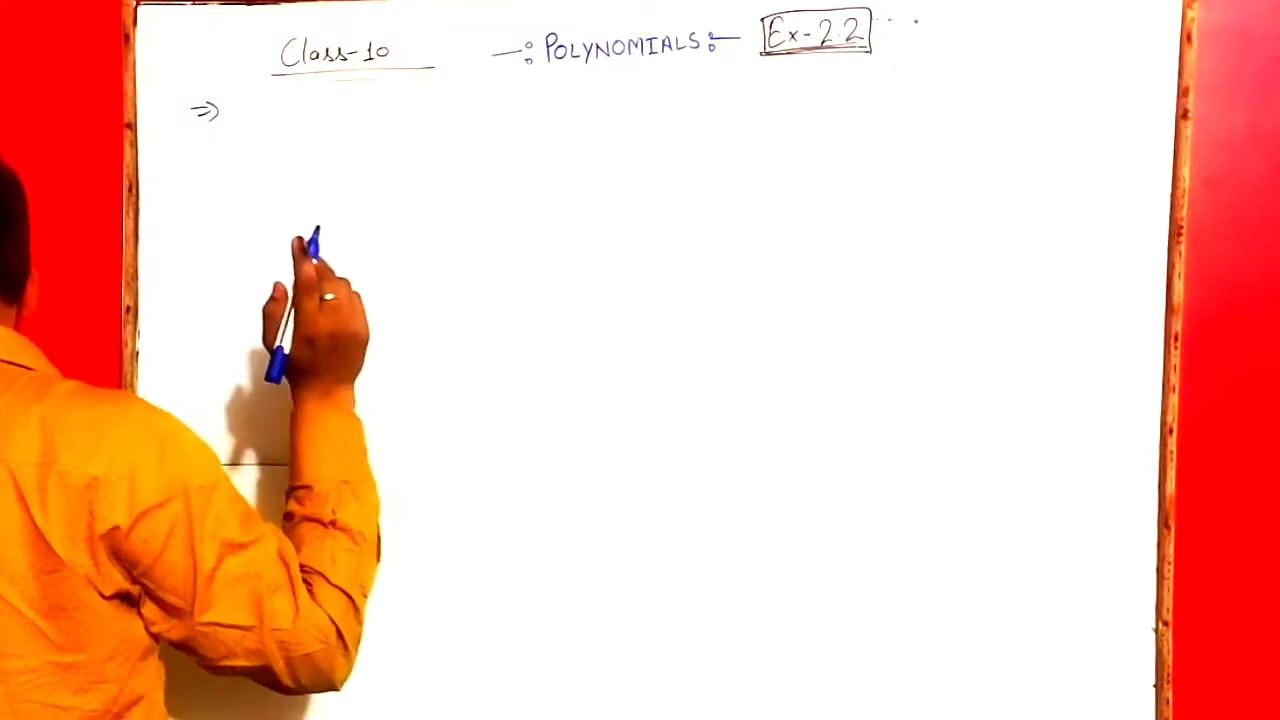 Class-10 —: POLYNOMIALS :— Ex-2.2
⇒